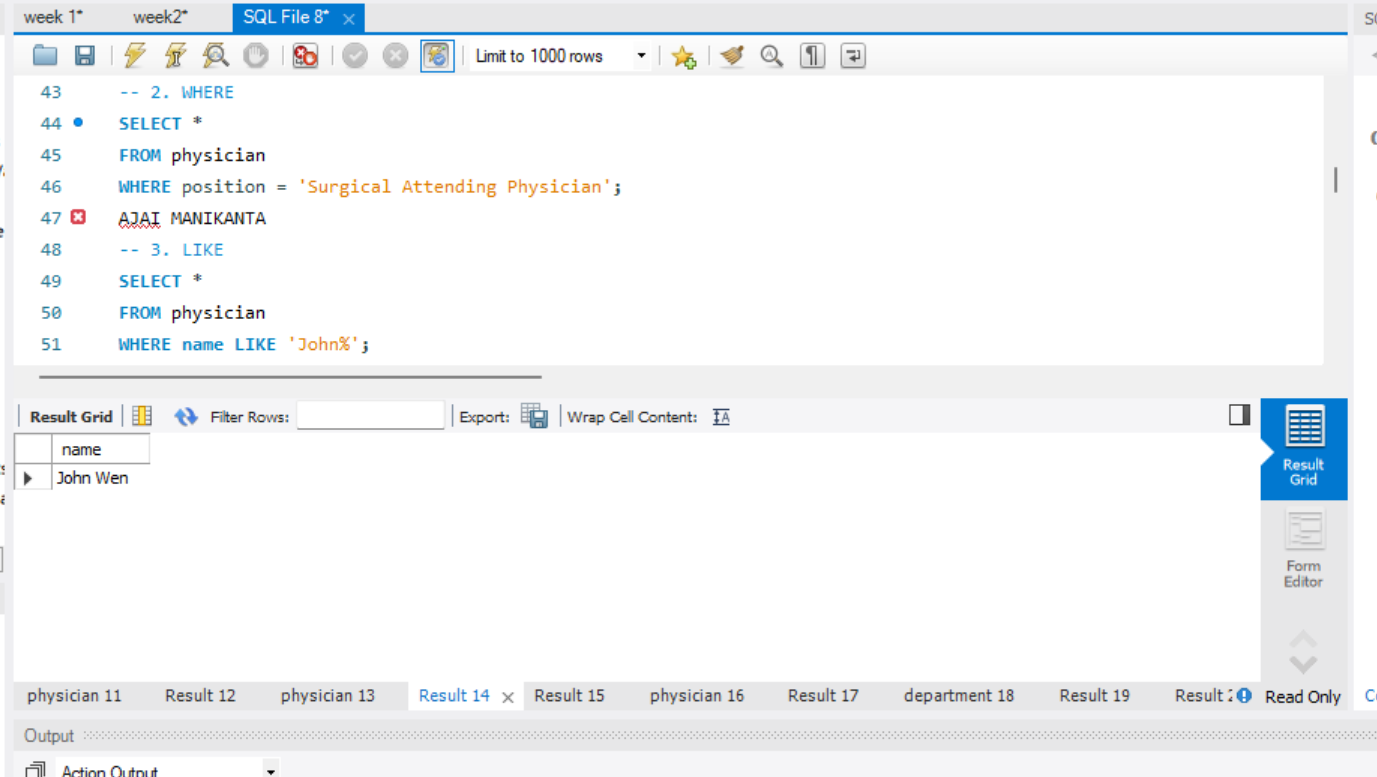 week 1* week2* SQL File 8*
Limit to 1000 rows
43 -- 2. WHERE
44 SELECT *
45 FROM physician
46 WHERE position = 'Surgical Attending Physician';
47 AJAI MANIKANTA
48 -- 3. LIKE
49 SELECT *
50 FROM physician
51 WHERE name LIKE 'John%';
Result Grid Filter Rows: Export: Wrap Cell Content:
name
John Wen
Result
Grid
Form
Editor
physician 11 Result 12 physician 13 Result 14 Result 15 physician 16 Result 17 department 18 Result 19 Result Read Only
Output
Action Output